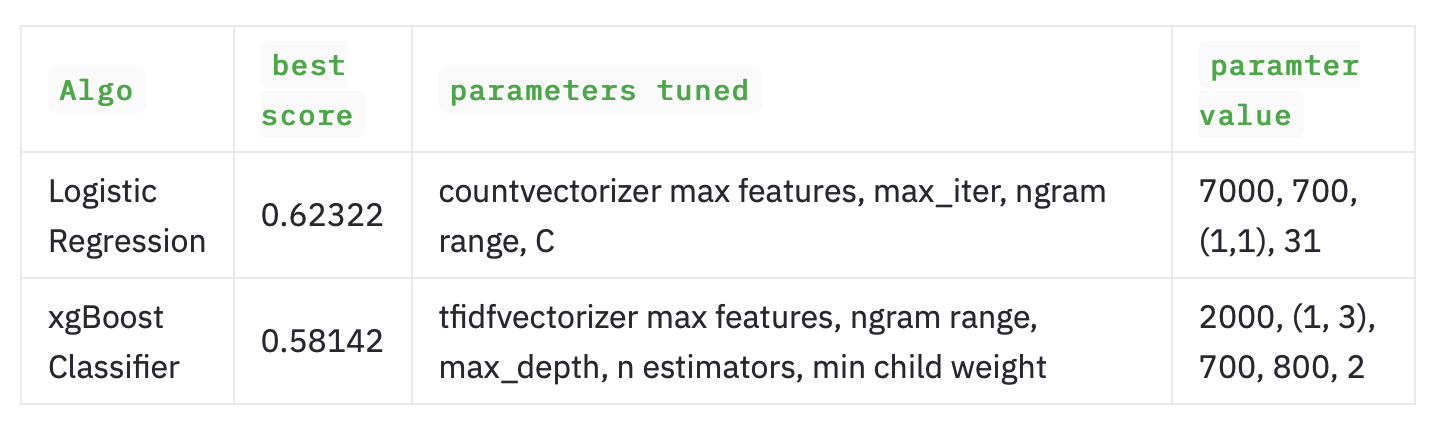 Algo
best
score
parameters tuned
paramter
value
Logistic
Regression
0.62322
countvectorizer max features, max_iter, ngram
range, C
7000, 700,
(1,1), 31
xgBoost
Classifier
0.58142
tfidfvectorizer max features, ngram range,
max_depth, n estimators, min child weight
2000, (1, 3),
700, 800, 2